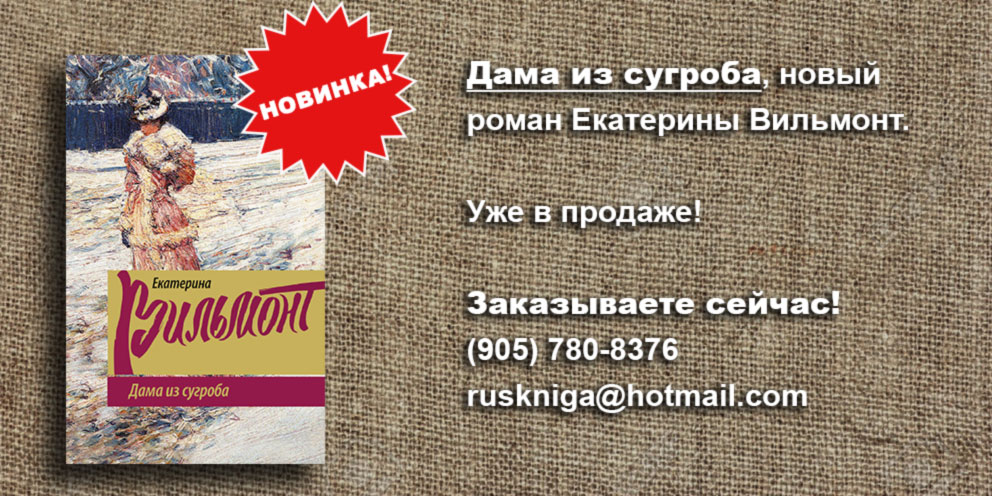 НОВИНКА!
Екатерина
Вильмонт
Дама из сугроба
Дама из сугроба, новый
роман Екатерины Вильмонт.
Уже в продаже!
Заказываете сейчас!
(905) 780-8376
ruskniga@hotmail.com